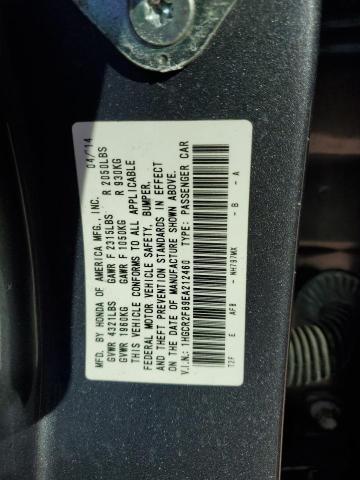 MFD. BY HONDA OF AMERICA MFG., INC. 04/14
GVWR 4321LBS GAWR F 2315LBS R 2050LBS
GVWR 1960KG GAWR F 1050KG R 930KG
THIS VEHICLE CONFORMS TO ALL APPLICABLE
FEDERAL MOTOR VEHICLE SAFETY, BUMPER,
AND THEFT PREVENTION STANDARDS IN EFFECT
ON THE DATE OF MANUFACTURE SHOWN ABOVE.
V.I.N.: 1HGCR2F89EA212460 TYPE: PASSENGER CAR
T2F E AFB - NH797MX - B - A